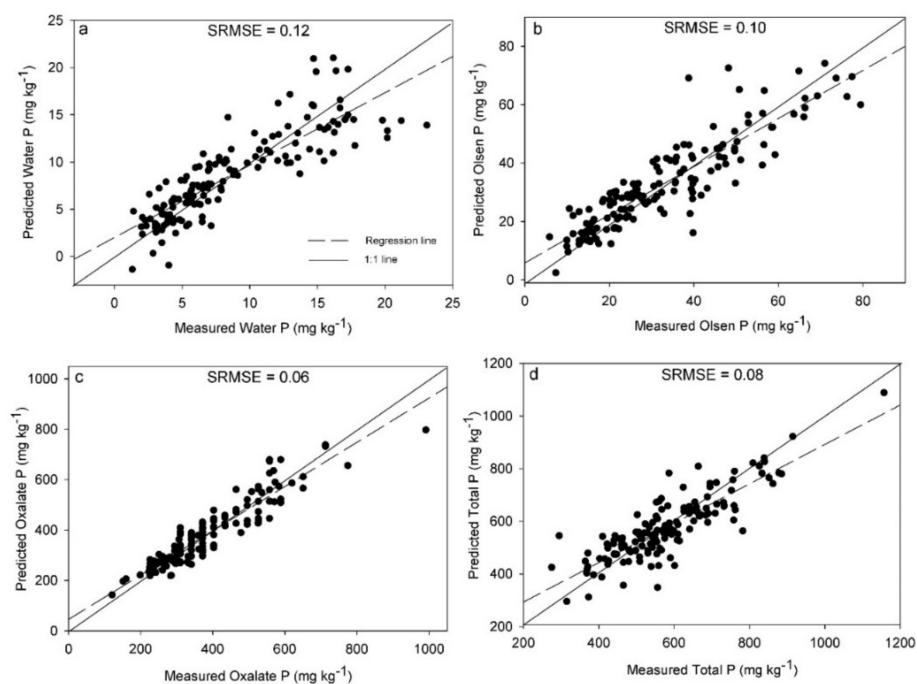 a
SRMSE = 0.12
25
20
15
10
5
0
Predicted Water P (mg kg⁻¹)
Regression line
1:1 line
0 5 10 15 20 25
Measured Water P (mg kg⁻¹)
b
SRMSE = 0.10
80
60
40
20
0
Predicted Olsen P (mg kg⁻¹)
0 20 40 60 80
Measured Olsen P (mg kg⁻¹)
c
SRMSE = 0.06
1000
800
600
400
200
0
Predicted Oxalate P (mg kg⁻¹)
0 200 400 600 800 1000
Measured Oxalate P (mg kg⁻¹)
d
SRMSE = 0.08
1200
1000
800
600
400
200
Predicted Total P (mg kg⁻¹)
200 400 600 800 1000 1200
Measured Total P (mg kg⁻¹)